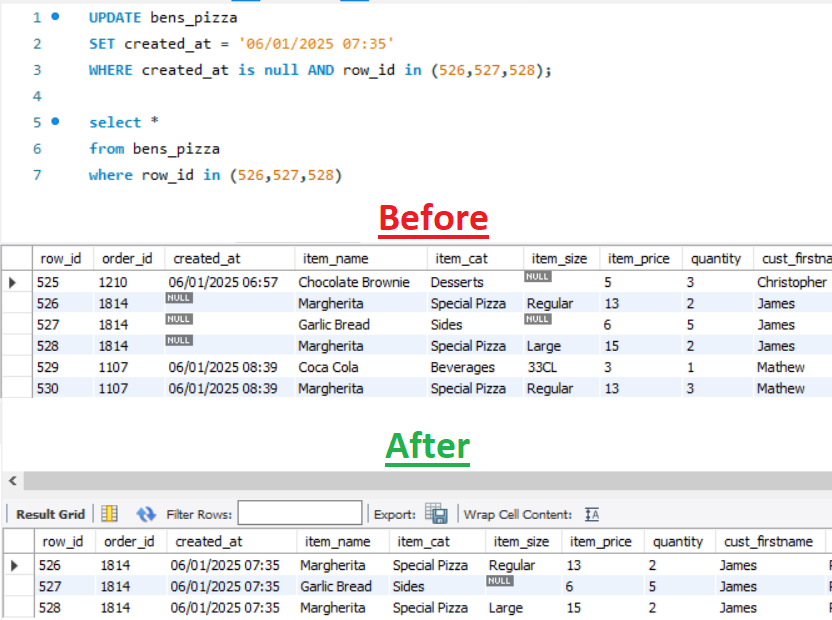 1 UPDATE bens_pizza
2 SET created_at = '06/01/2025 07:35'
3 WHERE created_at is null AND row_id in (526,527,528);
4
5 select *
6 from bens_pizza
7 where row_id in (526,527,528)
Before
row_id order_id created_at item_name item_cat item_size item_price quantity cust_firstna
525 1210 06/01/2025 06:57 Chocolate Brownie Desserts NULL 5 3 Christopher
526 1814 NULL Margherita Special Pizza Regular 13 2 James
527 1814 NULL Garlic Bread Sides NULL 6 5 James
528 1814 NULL Margherita Special Pizza Large 15 2 James
529 1107 06/01/2025 08:39 Coca Cola Beverages 33CL 3 1 Mathew
530 1107 06/01/2025 08:39 Margherita Special Pizza Regular 13 3 Mathew
After
Result Grid Filter Rows: Export: Wrap Cell Content:
row_id order_id created_at item_name item_cat item_size item_price quantity cust_firstname
526 1814 06/01/2025 07:35 Margherita Special Pizza Regular 13 2 James
527 1814 06/01/2025 07:35 Garlic Bread Sides NULL 6 5 James
528 1814 06/01/2025 07:35 Margherita Special Pizza Large 15 2 James